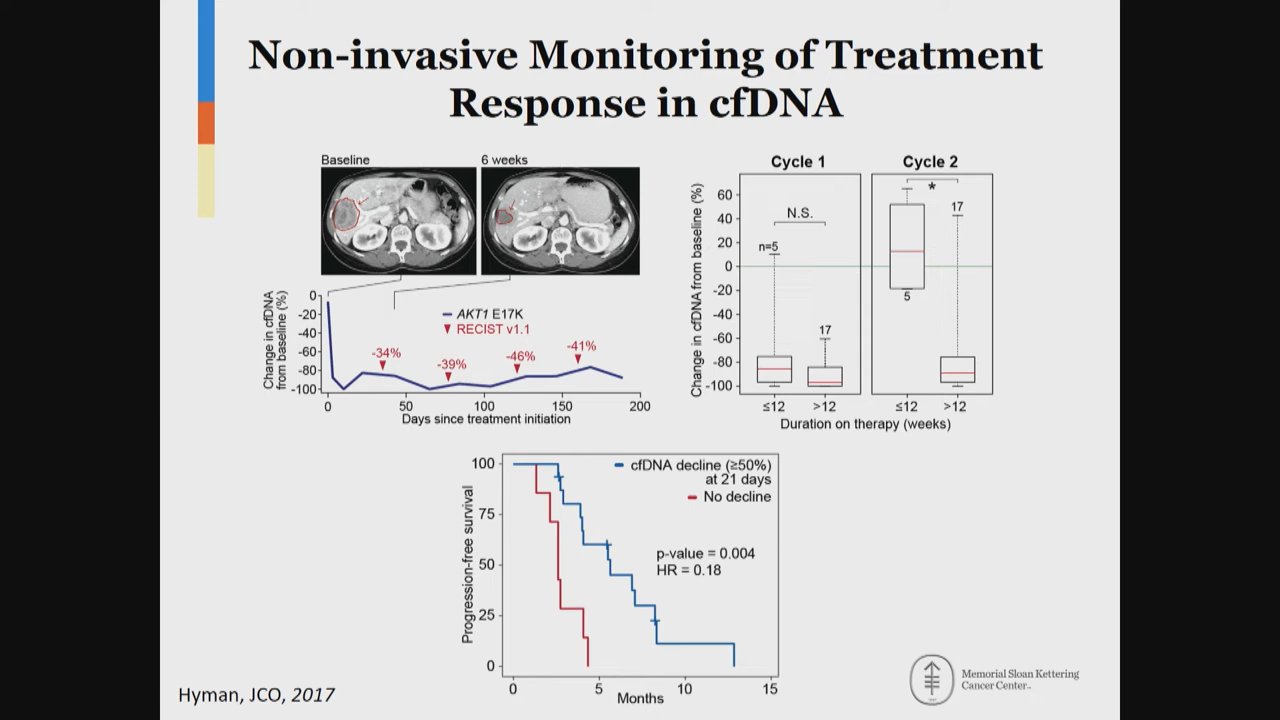 Non-invasive Monitoring of Treatment
Response in cfDNA
Baseline
6 weeks
Change in cfDNA
from baseline (%)
0
-20
-40
-60
-80
-100
AKT1 E17K
RECIST v1.1
-34%
-39%
-46%
-41%
0
50
100
150
200
Days since treatment initiation
Cycle 1
Cycle 2
Change in cfDNA from baseline (%)
60
40
20
0
-20
-40
-60
-80
-100
N.S.
n=5
17
*
17
5
≤12
>12
≤12
>12
Duration on therapy (weeks)
Progression-free survival
100
75
50
25
0
cfDNA decline (≥50%)
at 21 days
No decline
p-value = 0.004
HR = 0.18
0
5
10
15
Months
Hyman, JCO, 2017
Memorial Sloan Kettering
Cancer Center